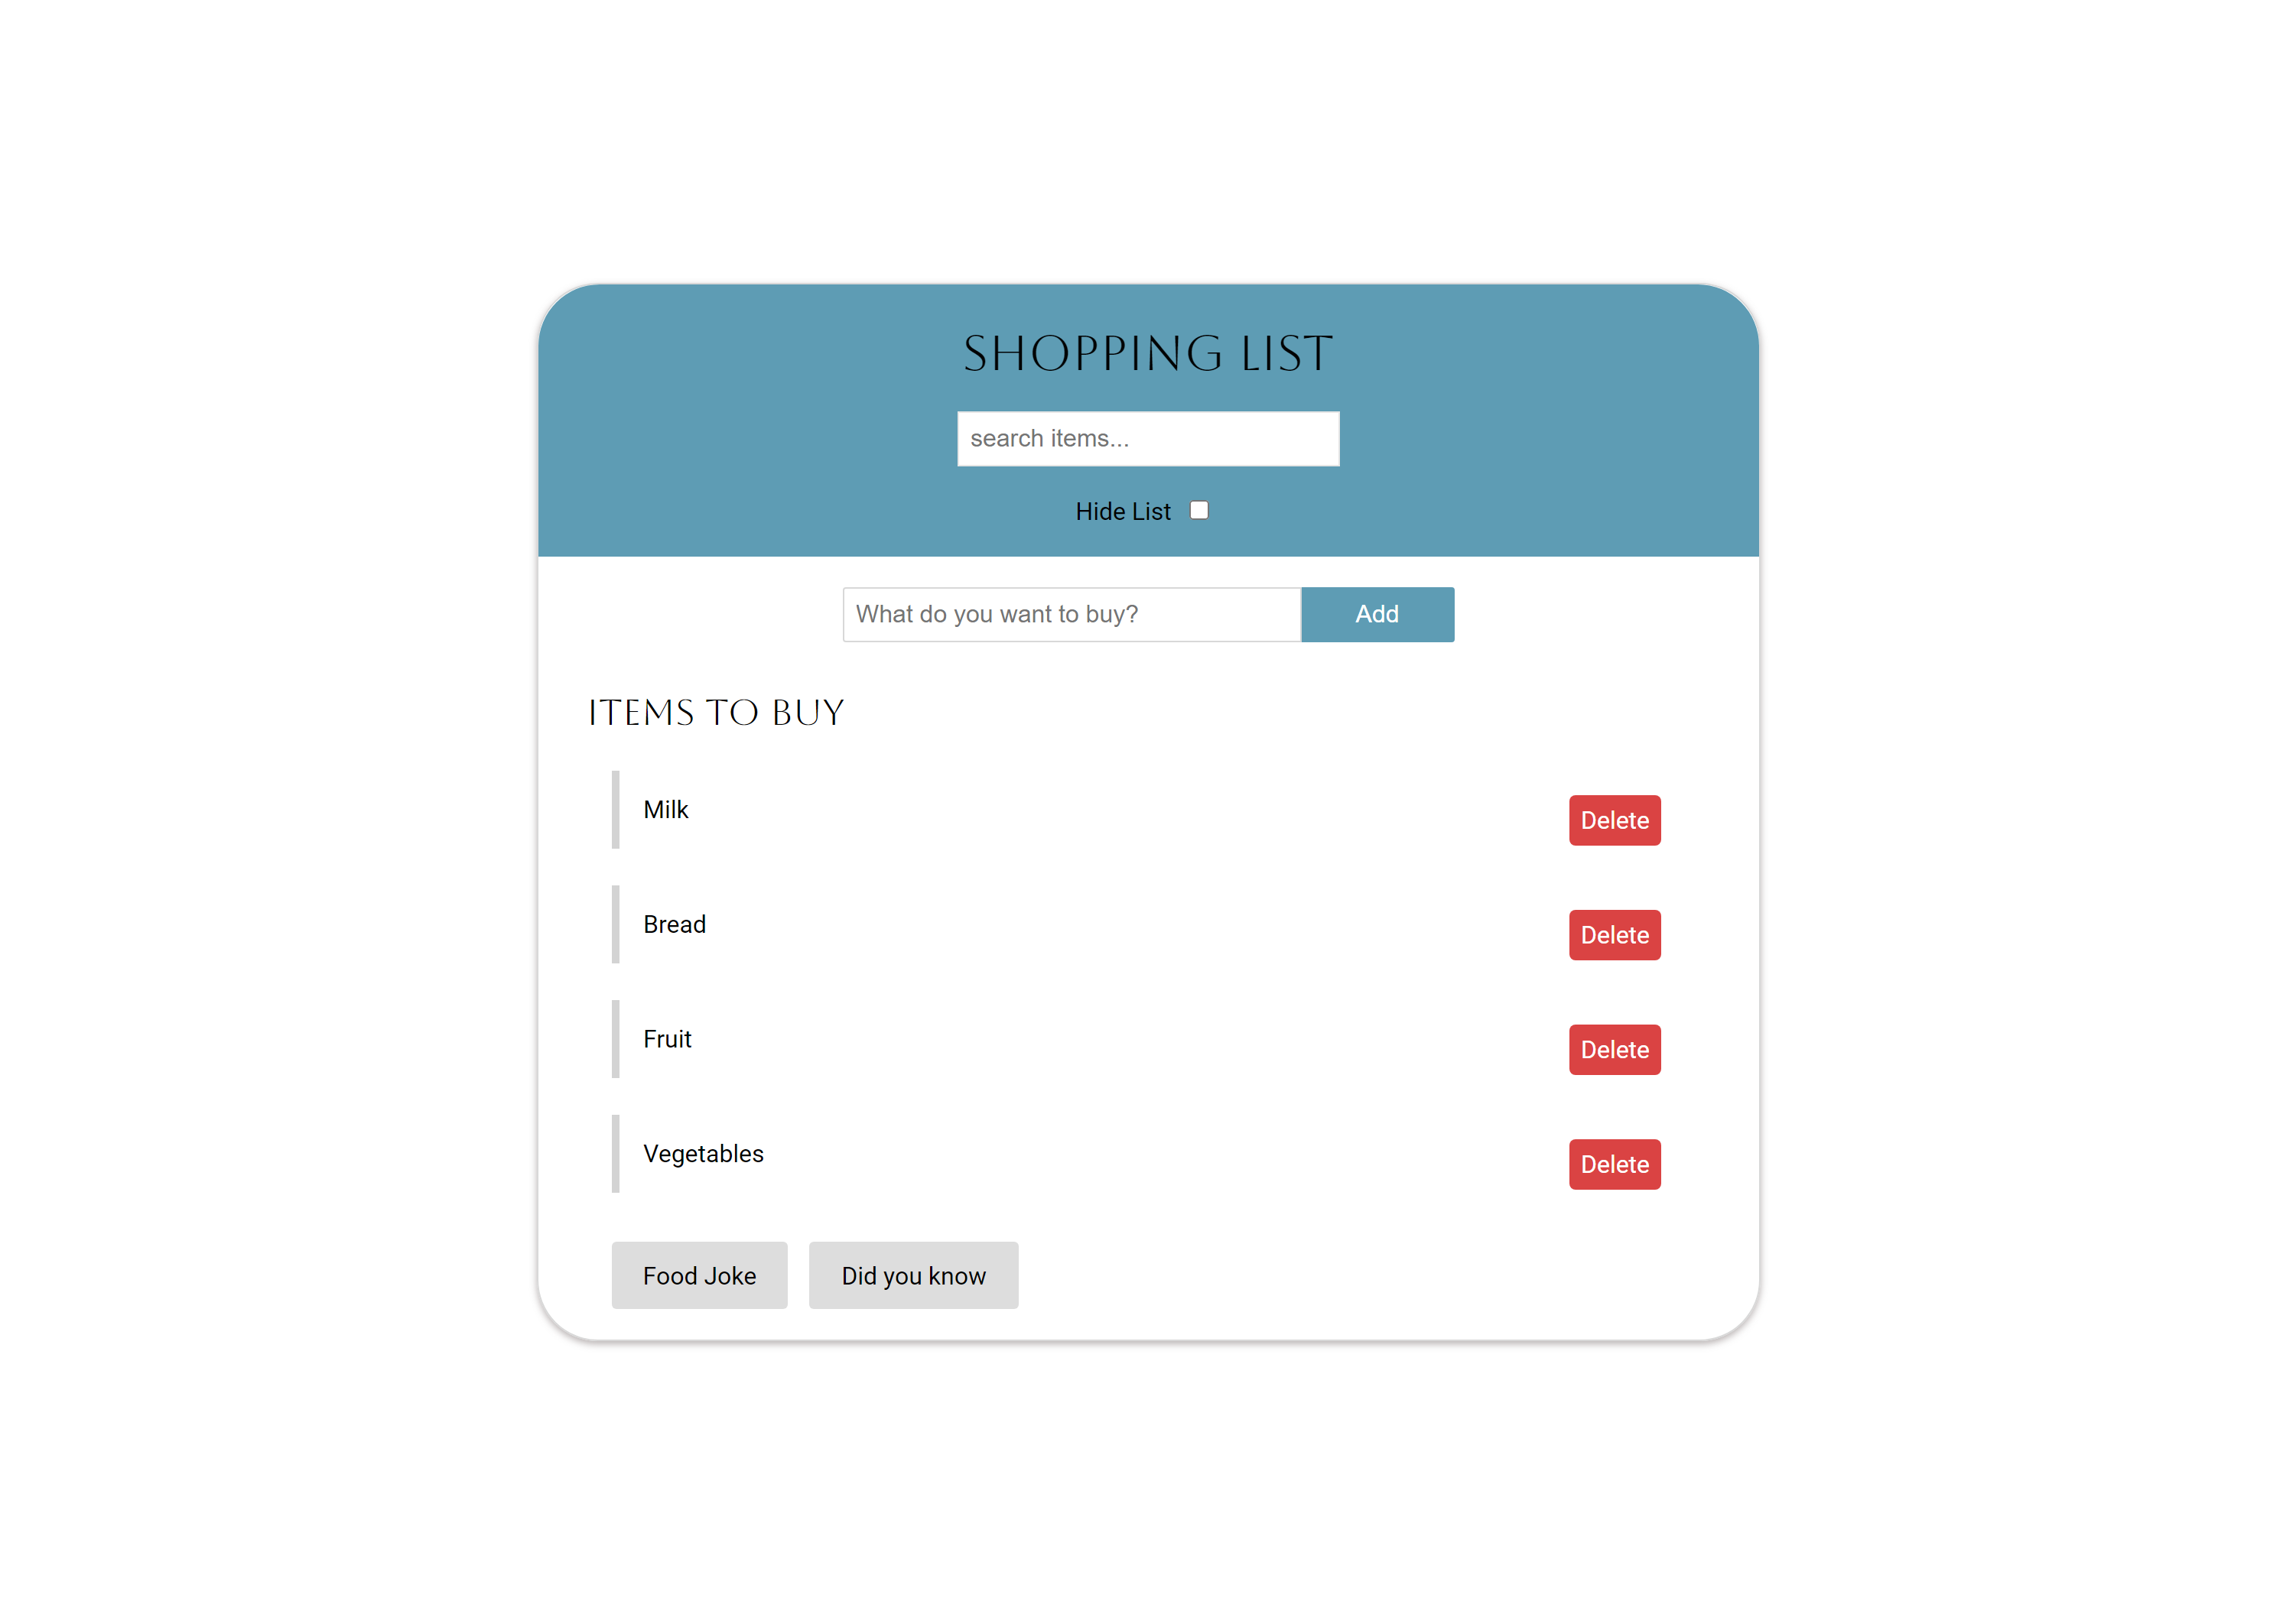 SHOPPING LIST
search items...
Hide List
What do you want to buy? Add
ITEMS TO BUY
Milk Delete
Bread Delete
Fruit Delete
Vegetables Delete
Food Joke Did you know